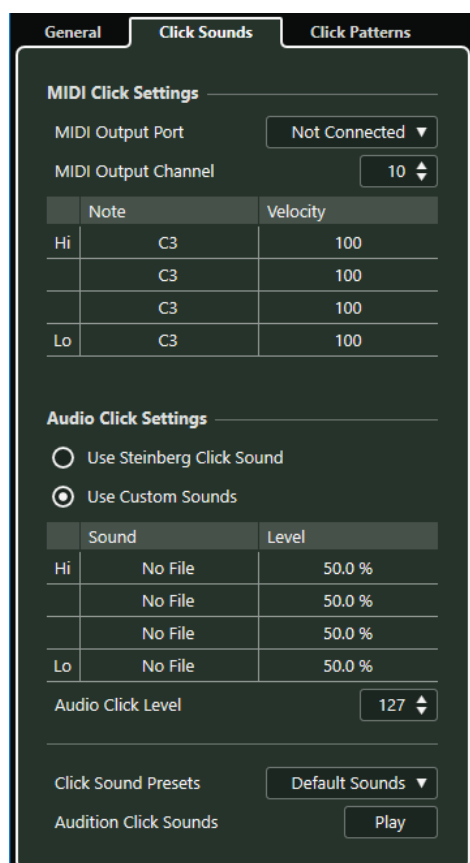 General Click Sounds Click Patterns
MIDI Click Settings
MIDI Output Port Not Connected
MIDI Output Channel 10
Note Velocity
Hi C3 100
C3 100
C3 100
Lo C3 100
Audio Click Settings
Use Steinberg Click Sound
Use Custom Sounds
Sound Level
Hi No File 50.0 %
No File 50.0 %
No File 50.0 %
Lo No File 50.0 %
Audio Click Level 127
Click Sound Presets Default Sounds
Audition Click Sounds Play